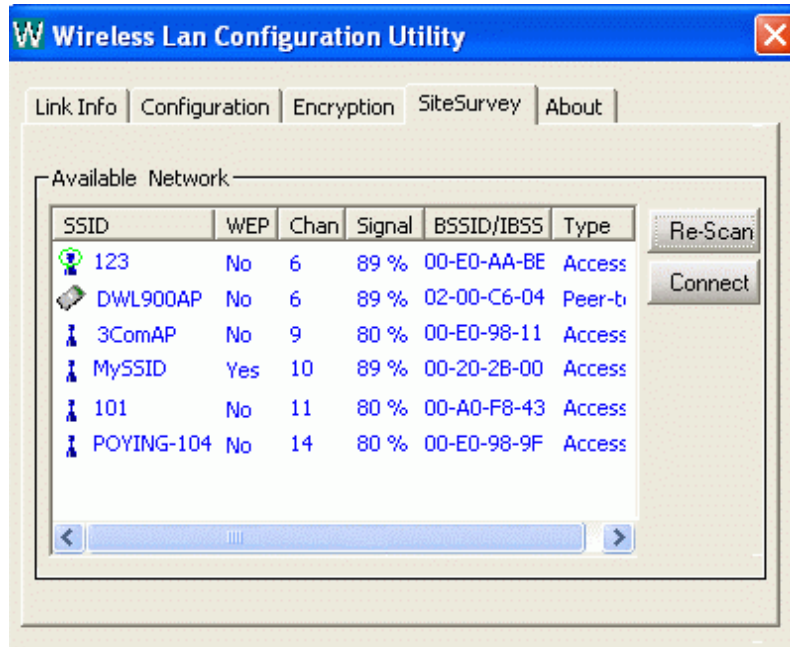 W Wireless Lan Configuration Utility
Link Info Configuration Encryption SiteSurvey About
Available Network
SSID WEP Chan Signal BSSID/IBSS Type
Re-Scan
123 No 6 89 % 00-E0-AA-BE Access
DWL900AP No 6 89 % 02-00-C6-04 Peer-t
Connect
3ComAP No 9 80 % 00-E0-98-11 Access
MySSID Yes 10 89 % 00-20-2B-00 Access
101 No 11 80 % 00-A0-F8-43 Access
POYING-104 No 14 80 % 00-E0-98-9F Access